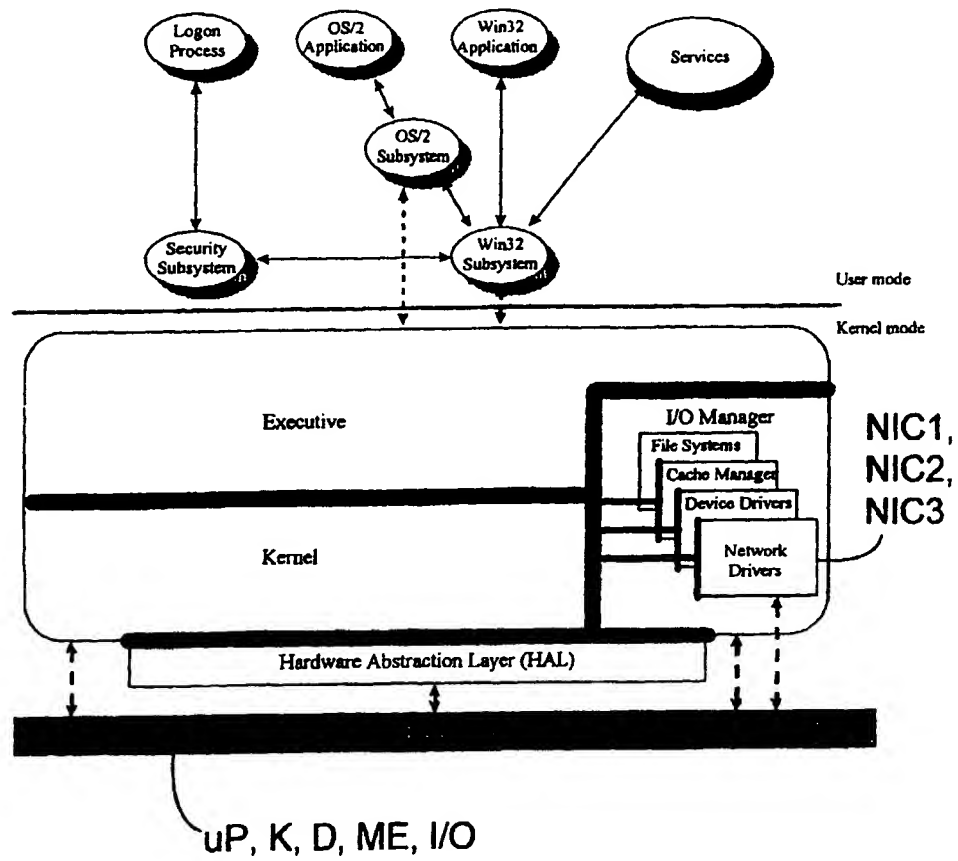 Logon
Process
OS/2
Application
Win32
Application
Services
OS/2
Subsystem
Security
Subsystem
Win32
Subsystem
User mode
Kernel mode
Executive
I/O Manager
File Systems
Cache Manager
Device Drivers
Network
Drivers
NIC1,
NIC2,
NIC3
Kernel
Hardware Abstraction Layer (HAL)
uP, K, D, ME, I/O